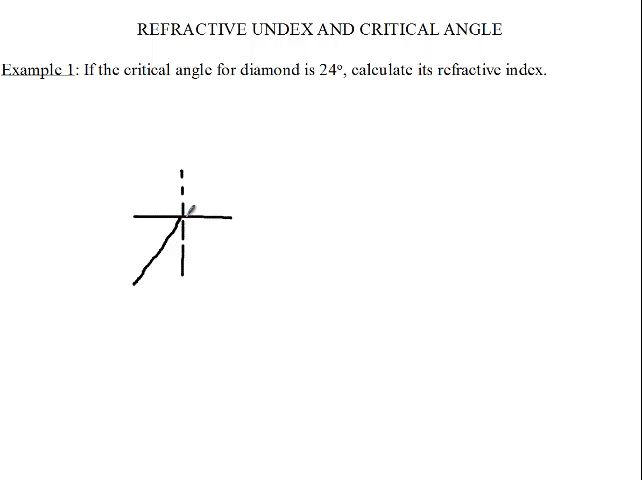 REFRACTIVE UNDEX AND CRITICAL ANGLE
Example 1: If the critical angle for diamond is 24°, calculate its refractive index.